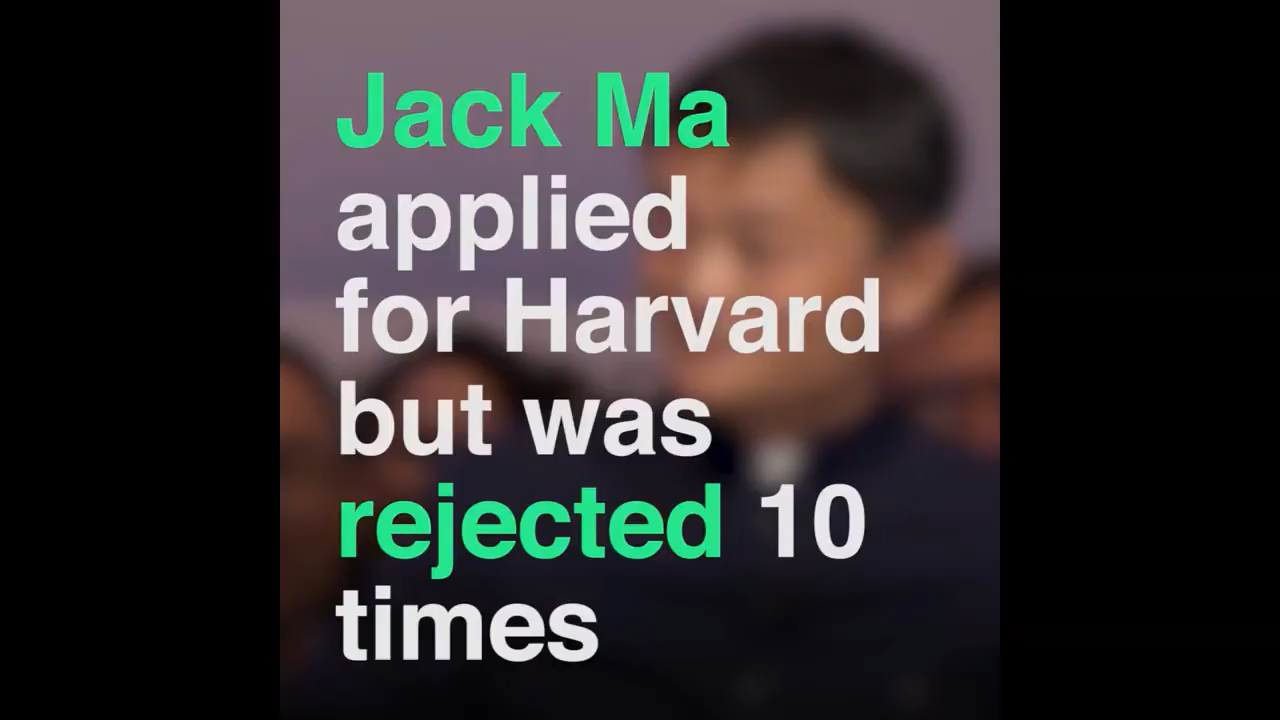 Jack Ma
applied
for Harvard
but was
rejected 10
times